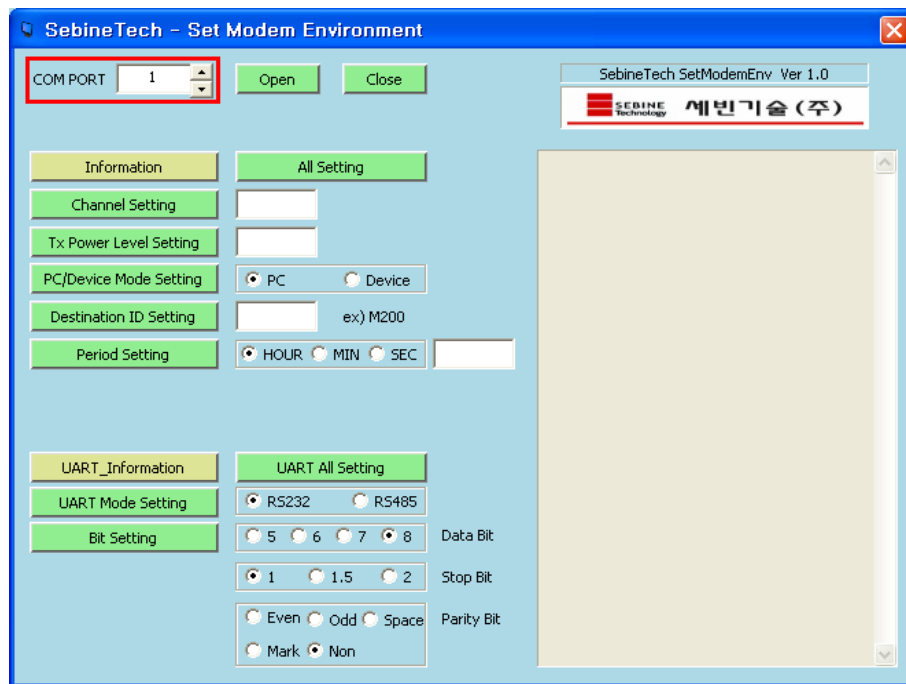 SebineTech - Set Modem Environment
COM PORT 1 Open Close
SebineTech SetModemEnv Ver 1.0
SEBINE Technology 세빈기술(주)
Information All Setting
Channel Setting
Tx Power Level Setting
PC/Device Mode Setting PC Device
Destination ID Setting ex) M200
Period Setting HOUR MIN SEC
UART_Information UART All Setting
UART Mode Setting RS232 RS485
Bit Setting 5 6 7 8 Data Bit
1 1.5 2 Stop Bit
Even Odd Space Parity Bit
Mark Non